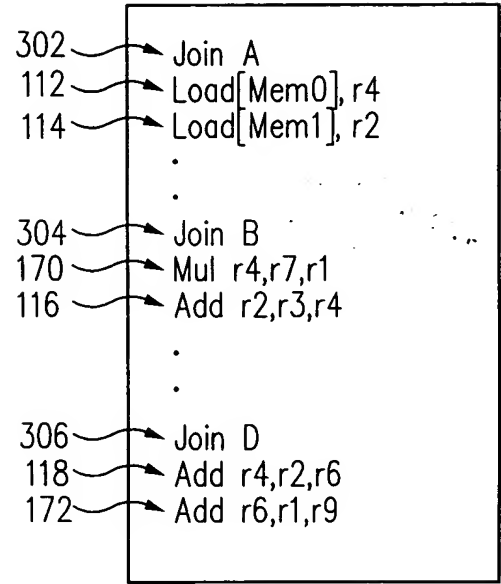 302 Join A
112 Load[Mem0], r4
114 Load[Mem1], r2
.
.
304 Join B
170 Mul r4,r7,r1
116 Add r2,r3,r4
.
.
306 Join D
118 Add r4,r2,r6
172 Add r6,r1,r9